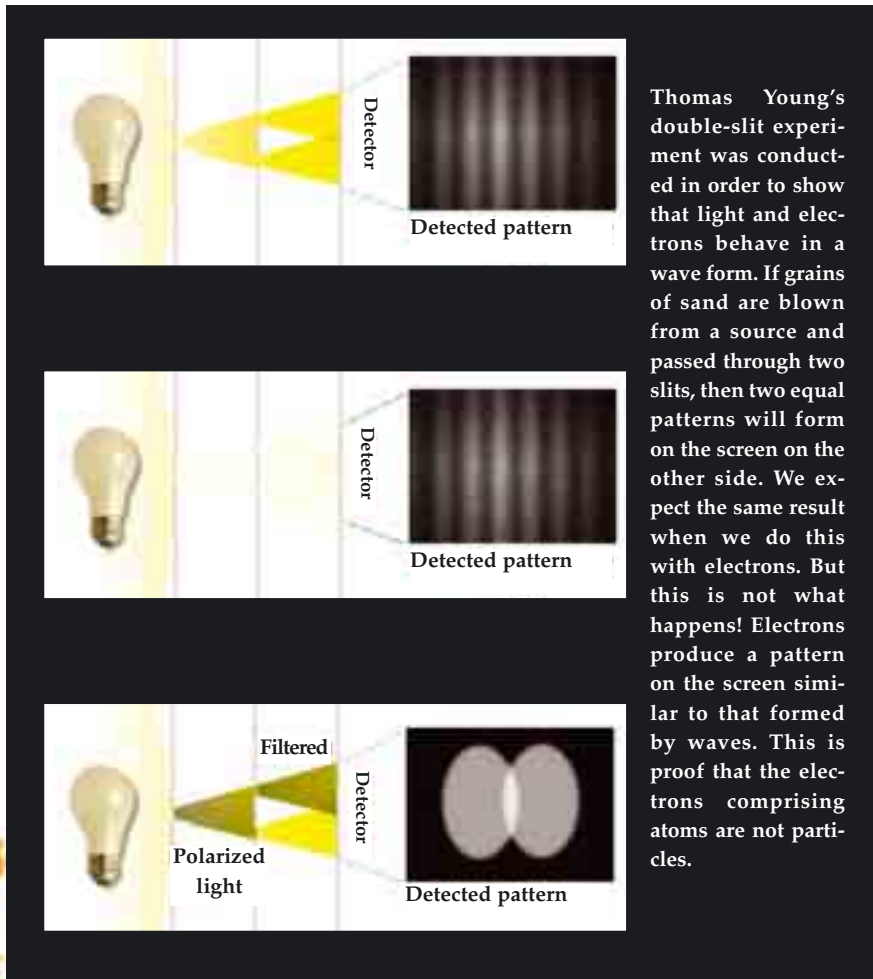 Detector
Detected pattern
Detector
Detected pattern
Filtered
Detector
Polarized
light
Detected pattern
Thomas Young's
double-slit experi-
ment was conduct-
ed in order to show
that light and elec-
trons behave in a
wave form. If grains
of sand are blown
from a source and
passed through two
slits, then two equal
patterns will form
on the screen on the
other side. We ex-
pect the same result
when we do this
with electrons. But
this is not what
happens! Electrons
produce a pattern
on the screen simi-
lar to that formed
by waves. This is
proof that the elec-
trons comprising
atoms are not parti-
cles.